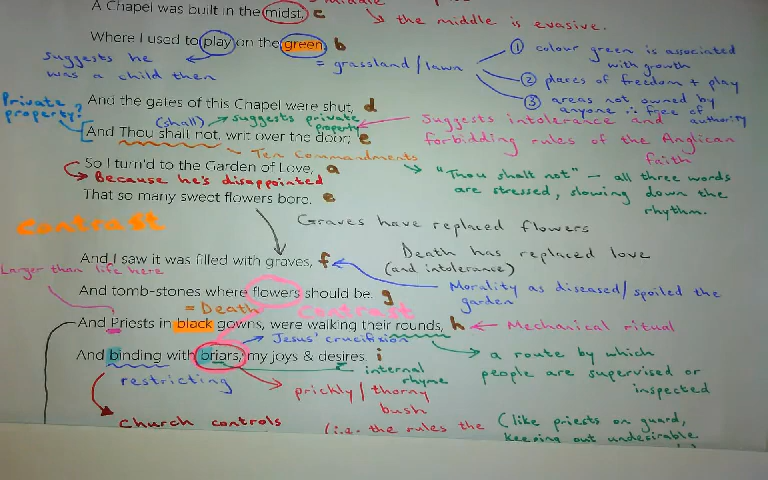 A Chapel was built in the midst, c
the middle is evasive.
Where I used to play on the green, b
suggests he was a child then
= grassland / lawn
① colour green is associated with growth
② places of freedom + play
③ areas not owned by anyone ∴ free of authority
Private property?
And the gates of this Chapel were shut, d
(shall) suggests private property
And Thou shalt not, writ over the door; e
Suggests intolerance and forbidding rules of the Anglican faith
Ten Commandments
So I turn'd to the Garden of Love, a
Because he's disappointed
"Thou shalt not" – all three words are stressed, slowing down the rhythm.
That so many sweet flowers bore. e
Contrast
Graves have replaced flowers
And I saw it was filled with graves, f
Death has replaced love
(and intolerance)
Larger than life here
And tomb-stones where flowers should be: g
Morality as diseased/spoiled the garden
= Death
Contrast
And Priests in black gowns, were walking their rounds, h
Mechanical ritual
Jesus' crucifixion
And binding with briars, my joys & desires. i
a route by which people are supervised or inspected
internal rhyme
restricting
prickly / thorny bush
Church controls
(i.e. the rules the
(like priests on guard, keeping out undesirable